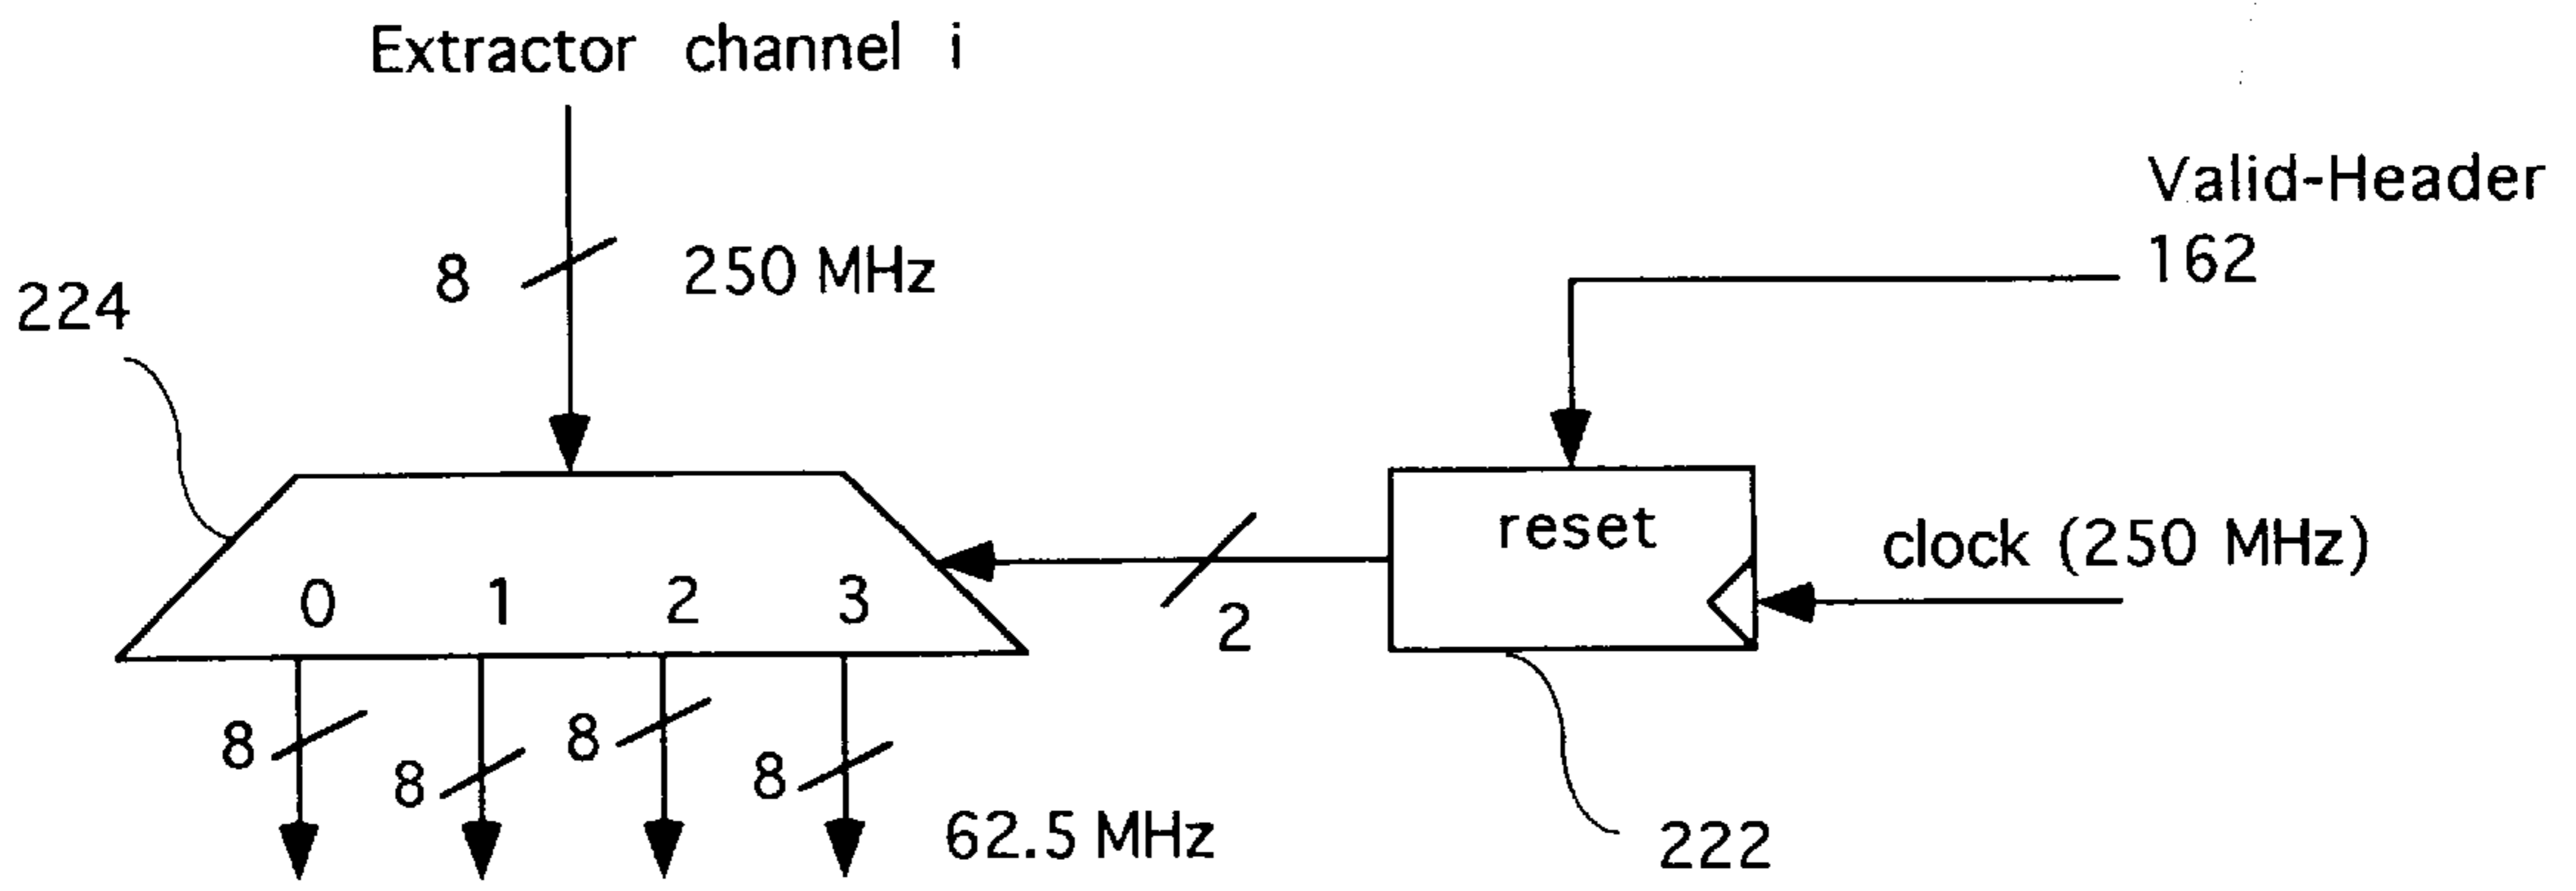 Extractor channel i
Valid-Header
162
8
250 MHz
224
reset
clock (250 MHz)
0 1 2 3
2
8
8
8
8
62.5 MHz
222